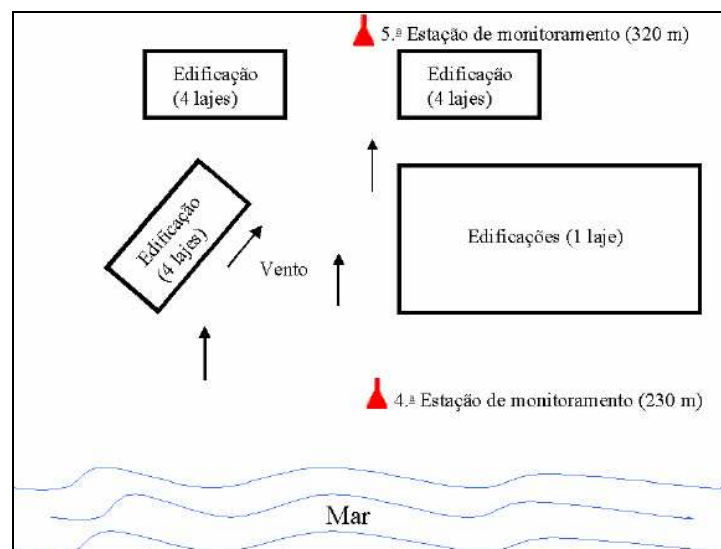 5.ª Estação de monitoramento (320 m)
Edificação
(4 lajes)
Edificação
(4 lajes)
Edificação
(4 lajes)
Edificações (1 laje)
Vento
4.ª Estação de monitoramento (230 m)
Mar